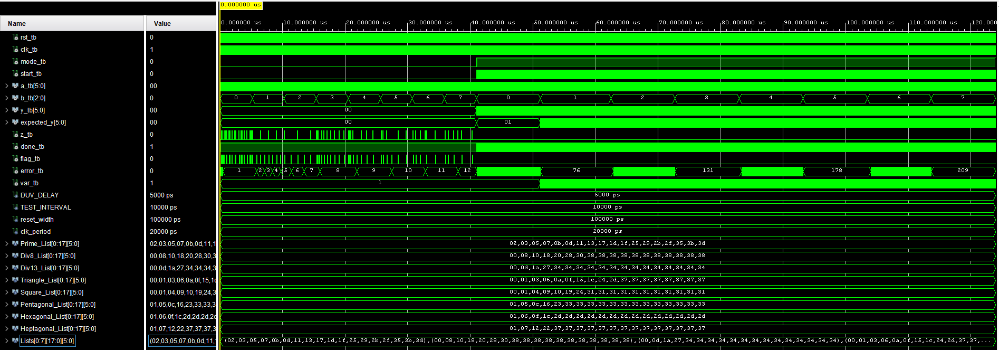 0.000000 us
Name Value 0.000000 us 10.000000 us 20.000000 us 30.000000 us 40.000000 us 50.000000 us 60.000000 us 70.000000 us 80.000000 us 90.000000 us 100.000000 us 110.000000 us 120.000
rst_tb 0
clk_tb 1
mode_tb 0
start_tb 0
a_tb[5:0] 00
b_tb[2:0] 0 0 1 2 3 4 5 6 7 0 1 2 3 4 5 6 7
y_tb[5:0] 00 00
expected_y[5:0] 00 00 01
z_tb 0
done_tb 1
flag_tb 0
error_tb 0 1 2 3 4 5 6 7 8 9 10 11 12 76 131 178 209
var_tb 1 1
DUV_DELAY 5000 ps 5000 ps
TEST_INTERVAL 10000 ps 10000 ps
reset_width 100000 ps 100000 ps
clk_period 20000 ps 20000 ps
Prime_List[0:17][5:0] 02,03,05,07,0b,0d,11,1 02,03,05,07,0b,0d,11,13,17,1d,1f,25,29,2b,2f,35,3b,3d
Div8_List[0:17][5:0] 00,08,10,18,20,28,30,3 00,08,10,18,20,28,30,38,38,38,38,38,38,38,38,38,38,38
Div13_List[0:17][5:0] 00,0d,1a,27,34,34,34,3 00,0d,1a,27,34,34,34,34,34,34,34,34,34,34,34,34,34,34
Triangle_List[0:17][5:0] 00,01,03,06,0a,0f,15,1c 00,01,03,06,0a,0f,15,1c,24,2d,37,37,37,37,37,37,37,37
Square_List[0:17][5:0] 00,01,04,09,10,19,24,3 00,01,04,09,10,19,24,31,31,31,31,31,31,31,31,31,31,31
Pentagonal_List[0:17][5:0] 01,05,0c,16,23,33,33,3 01,05,0c,16,23,33,33,33,33,33,33,33,33,33,33,33,33,33
Hexagonal_List[0:17][5:0] 01,06,0f,1c,2d,2d,2d,2d 01,06,0f,1c,2d,2d,2d,2d,2d,2d,2d,2d,2d,2d,2d,2d,2d,2d
Heptagonal_List[0:17][5:0] 01,07,12,22,37,37,37,3 01,07,12,22,37,37,37,37,37,37,37,37,37,37,37,37,37,37
Lists[0:7][17:0][5:0] (02,03,05,07,0b,0d,11, (02,03,05,07,0b,0d,11,13,17,1d,1f,25,29,2b,2f,35,3b,3d),(00,08,10,18,20,28,30,38,38,38,38,38,38,38,38,38,38,38),(00,0d,1a,27,34,34,34,34,34,34,34,34,34,34,34,34,34,34),(00,01,03,06,0a,0f,15,1c,24,2d,37,37,...